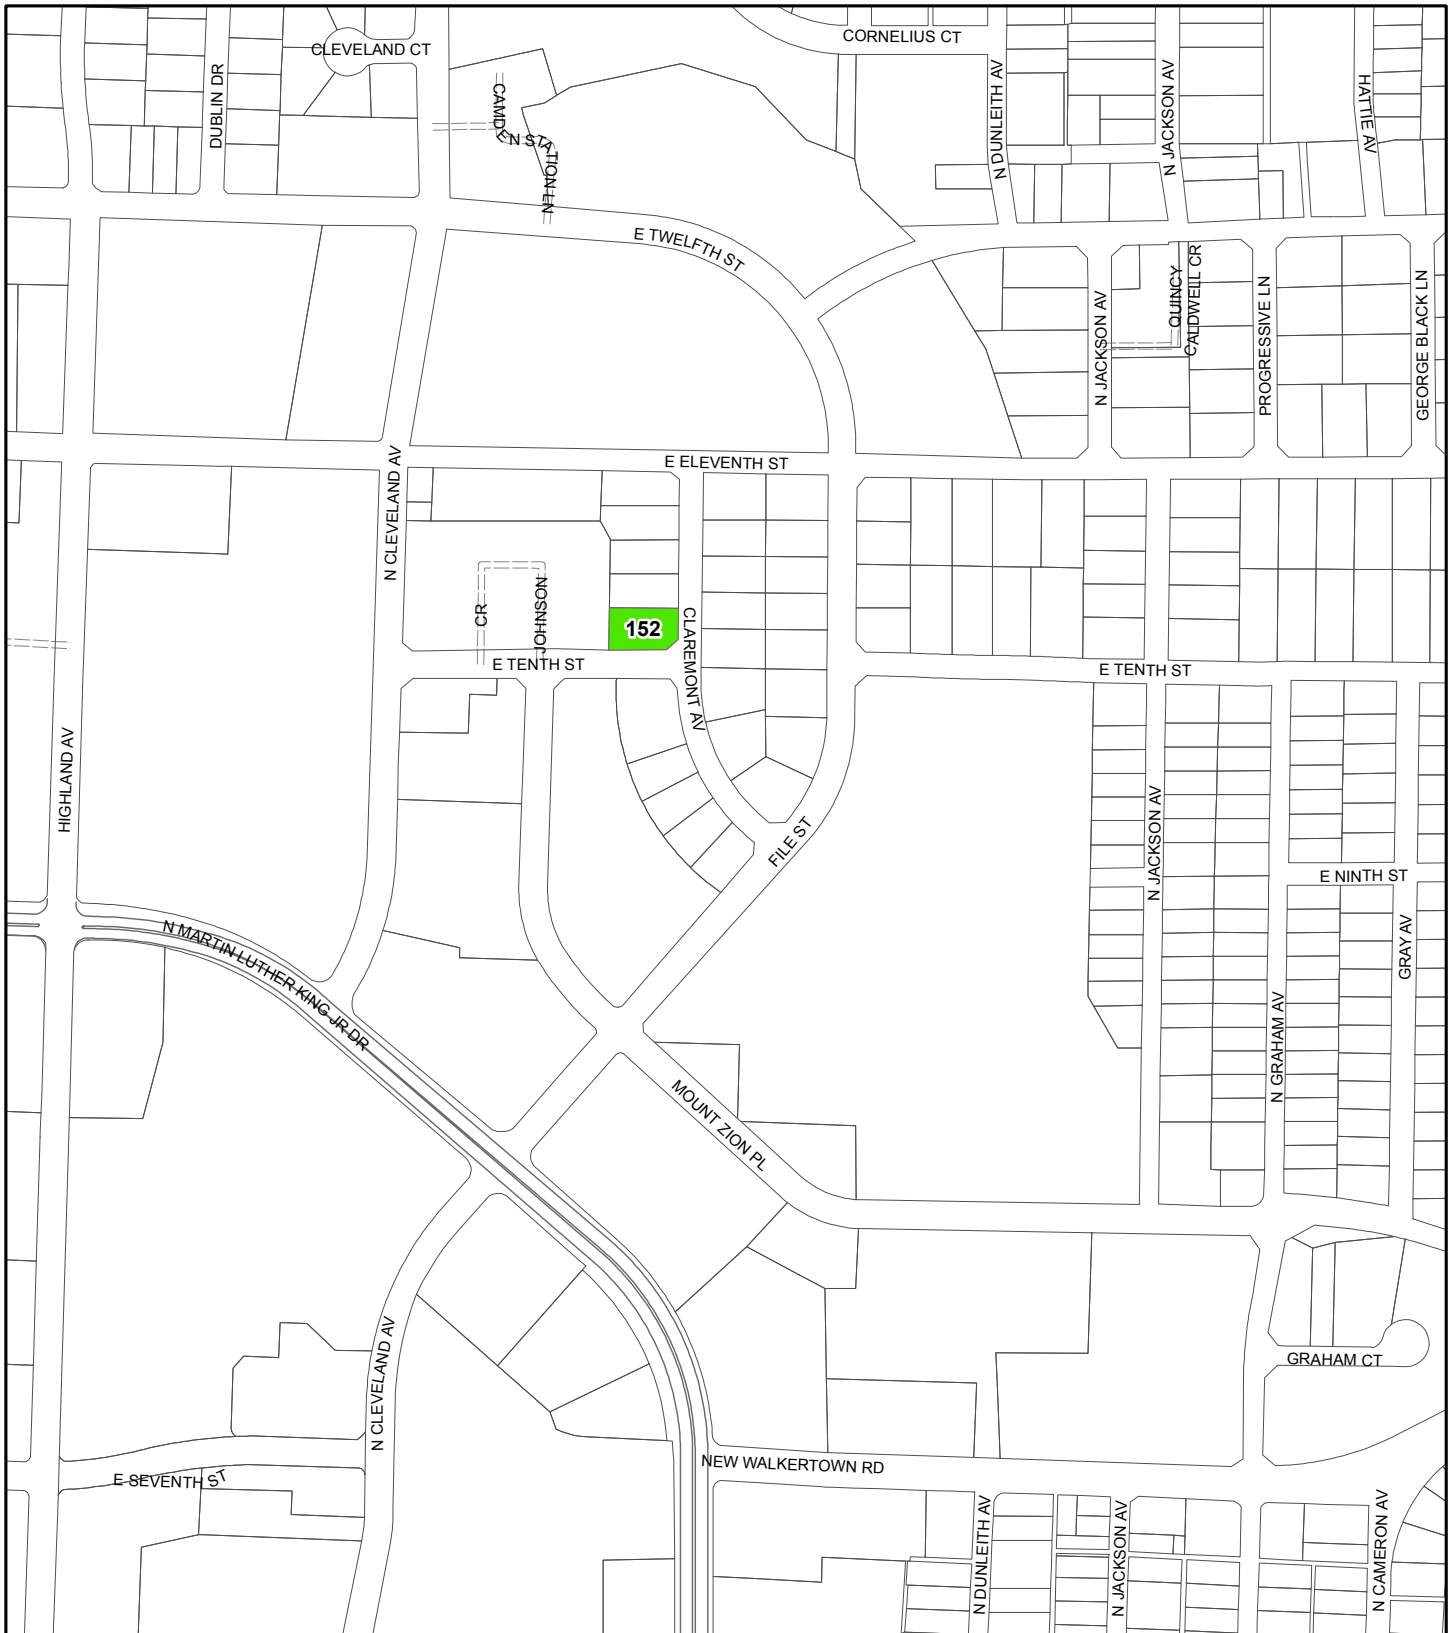 CLEVELAND CT
CORNELIUS CT
DUBLIN DR
CAMDEN STATION LN
N DUNLEITH AV
N JACKSON AV
HATTIE AV
E TWELFTH ST
N JACKSON AV
QUINCY
CALDWELL CR
PROGRESSIVE LN
GEORGE BLACK LN
E ELEVENTH ST
N CLEVELAND AV
CR
JOHNSON
152
CLAREMONT AV
E TENTH ST
E TENTH ST
HIGHLAND AV
FILE ST
N JACKSON AV
E NINTH ST
GRAY AV
N MARTIN LUTHER KING JR DR
N GRAHAM AV
MOUNT ZION PL
N CLEVELAND AV
GRAHAM CT
NEW WALKERTOWN RD
E SEVENTH ST
N DUNLEITH AV
N JACKSON AV
N CAMERON AV